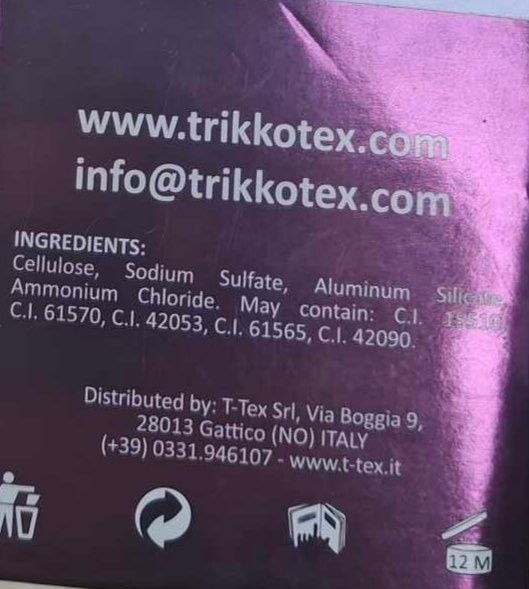 www.trikkotex.com
info@trikkotex.com
INGREDIENTS:
Cellulose, Sodium Sulfate, Aluminum Silicate,
Ammonium Chloride. May contain: C.I. 15510,
C.I. 61570, C.I. 42053, C.I. 61565, C.I. 42090.
Distributed by: T-Tex Srl, Via Boggia 9,
28013 Gattico (NO) ITALY
(+39) 0331.946107 - www.t-tex.it
12 M